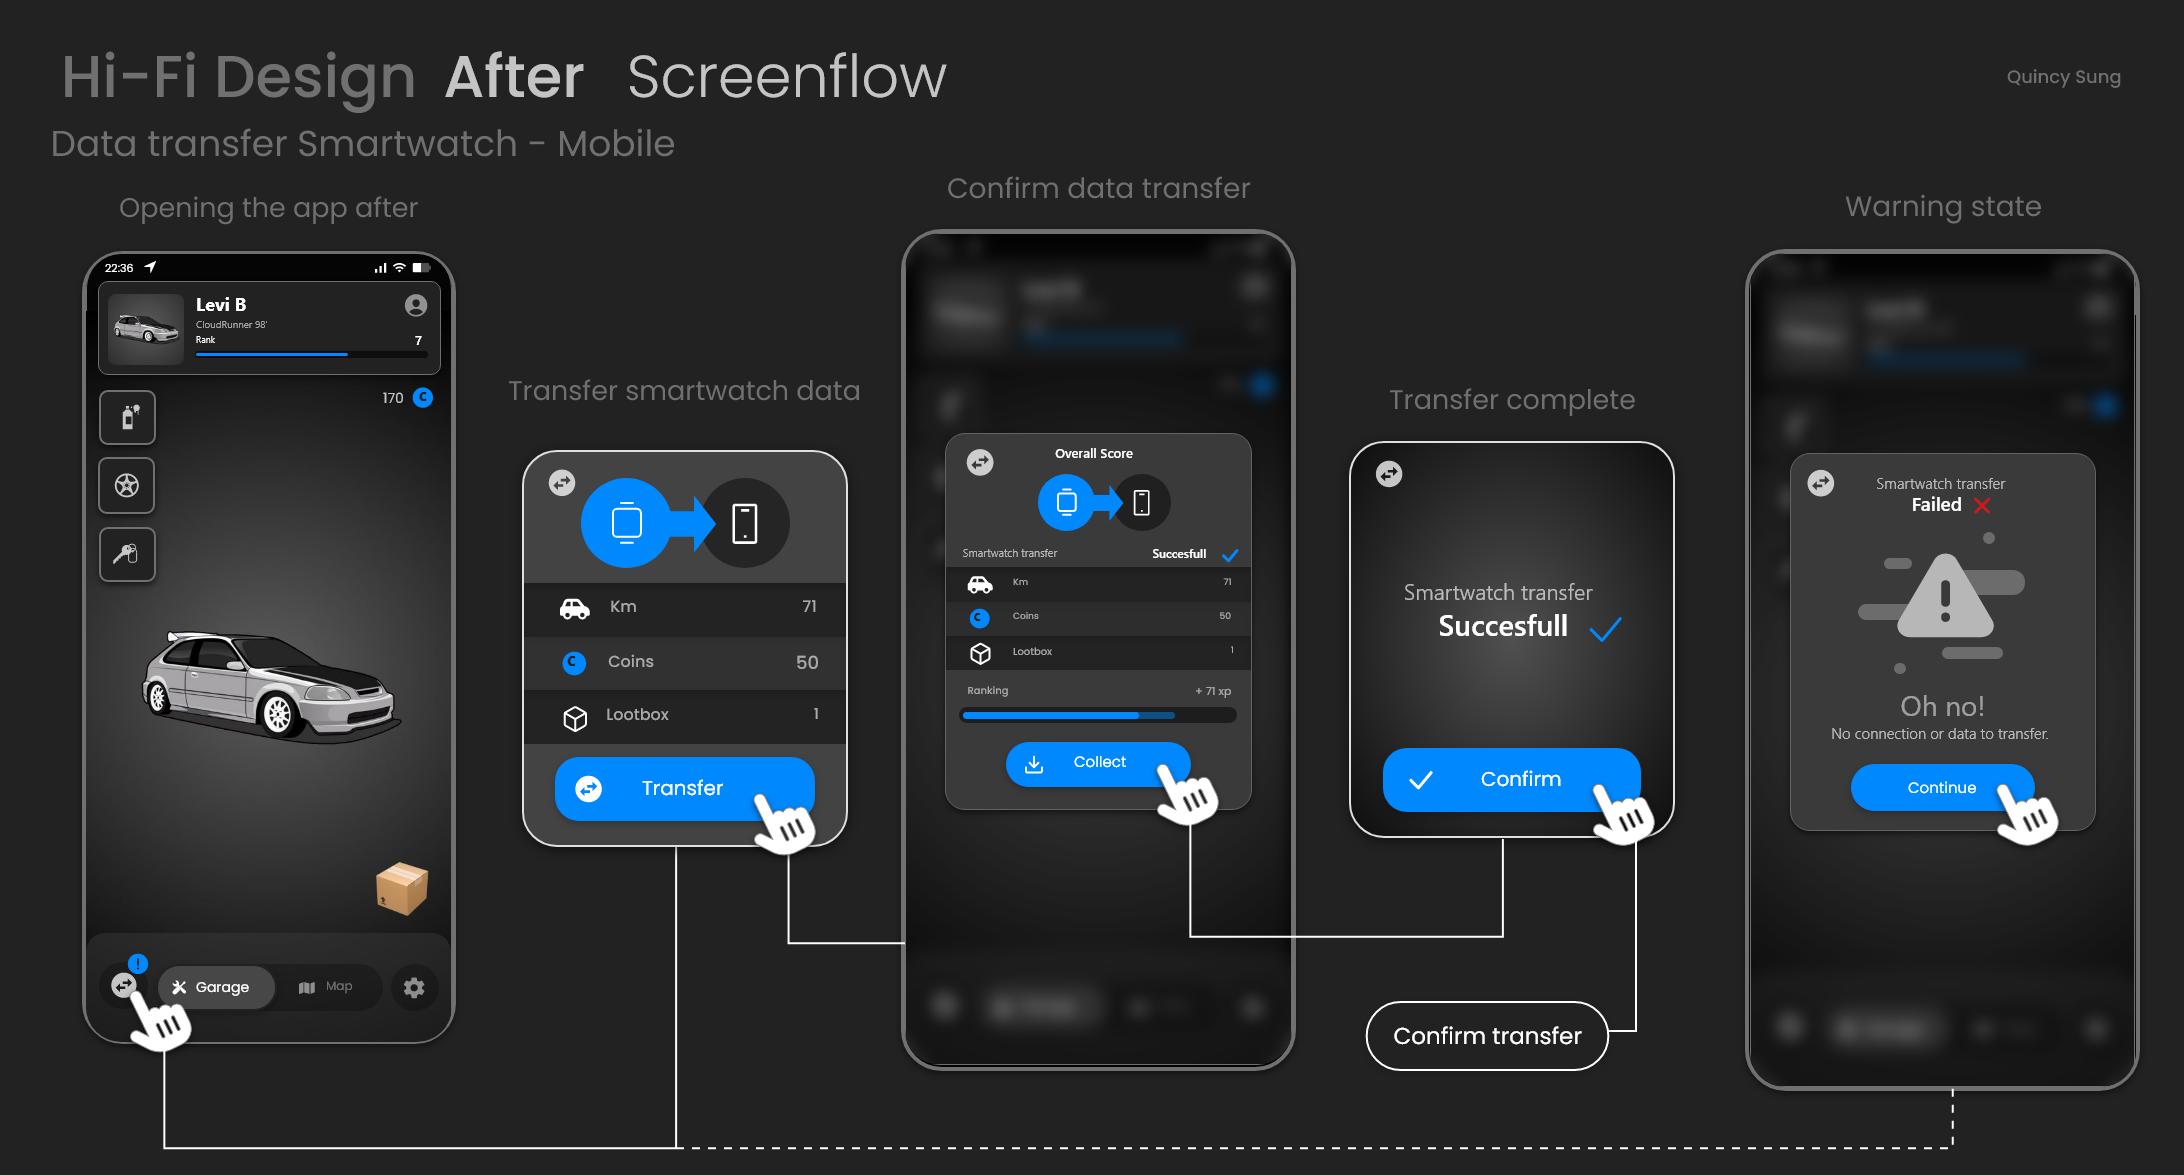 Hi-Fi Design After Screenflow
Quincy Sung
Data transfer Smartwatch - Mobile
Opening the app after
22:36
Levi B
CloudRunner 98'
Rank 7
170 C
!
Garage Map
Transfer smartwatch data
Km 71
C Coins 50
Lootbox 1
Transfer
Confirm data transfer
Overall Score
Smartwatch transfer Succesfull
Km 71
C Coins 50
Lootbox 1
Ranking + 71 xp
Collect
Transfer complete
Smartwatch transfer
Succesfull
Confirm
Confirm transfer
Warning state
Smartwatch transfer
Failed
Oh no!
No connection or data to transfer.
Continue